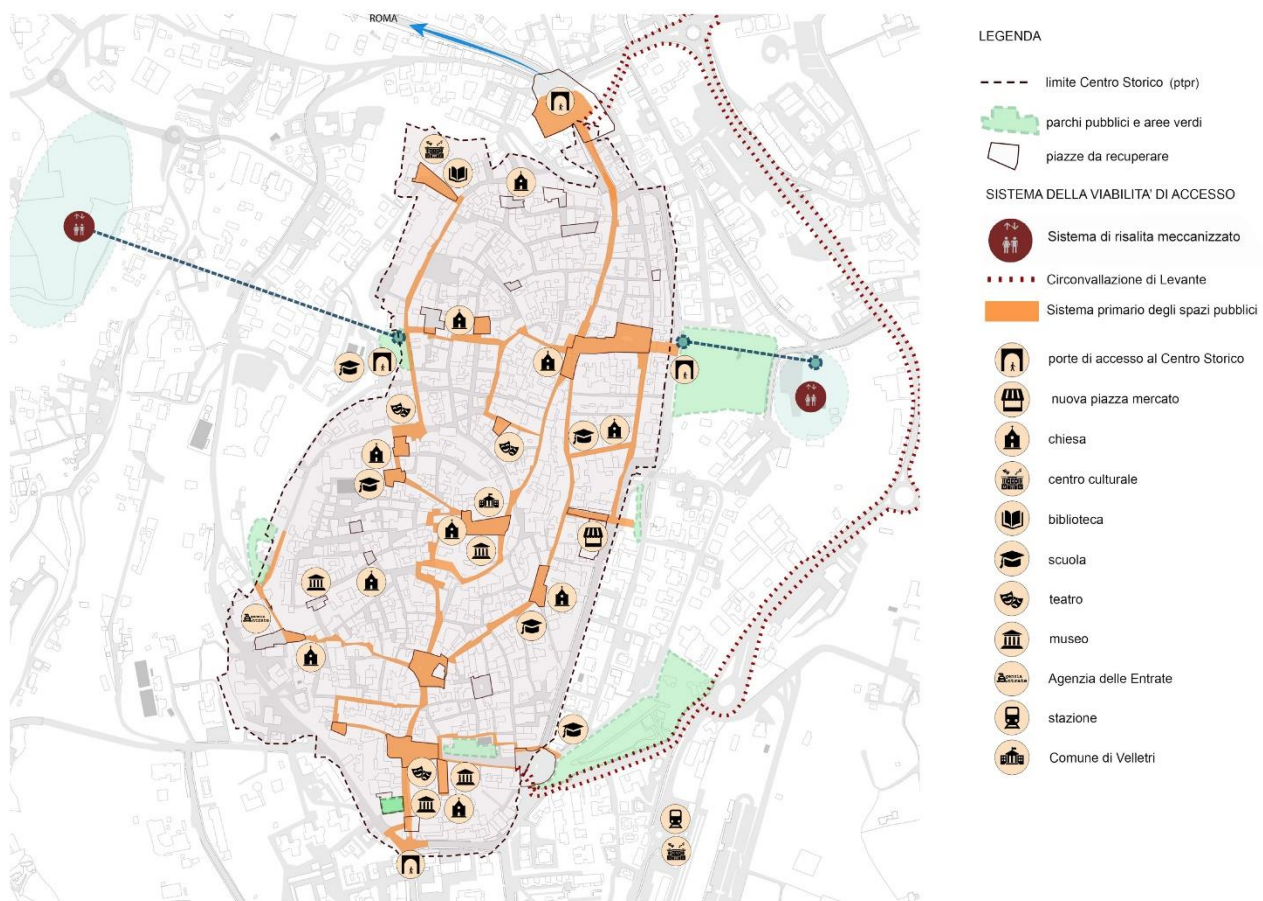 ROMA
LEGENDA
limite Centro Storico (ptpr)
parchi pubblici e aree verdi
piazze da recuperare
SISTEMA DELLA VIABILITA' DI ACCESSO
Sistema di risalita meccanizzato
Circonvallazione di Levante
Sistema primario degli spazi pubblici
porte di accesso al Centro Storico
nuova piazza mercato
chiesa
centro culturale
biblioteca
scuola
teatro
museo
Agenzia delle Entrate
stazione
Comune di Velletri